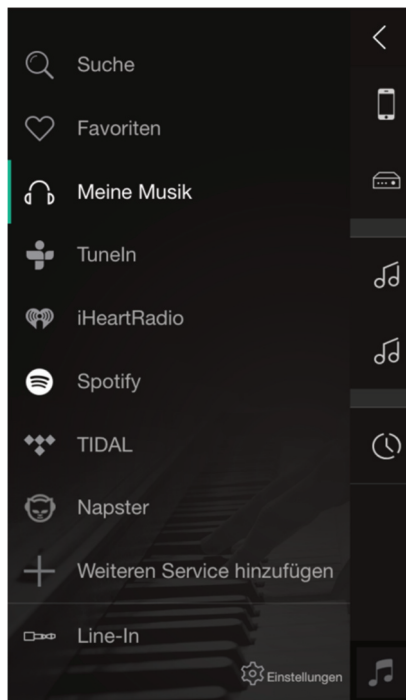 Suche
Favoriten
Meine Musik
TuneIn
iHeartRadio
Spotify
TIDAL
Napster
Weiteren Service hinzufügen
Line-In
Einstellungen